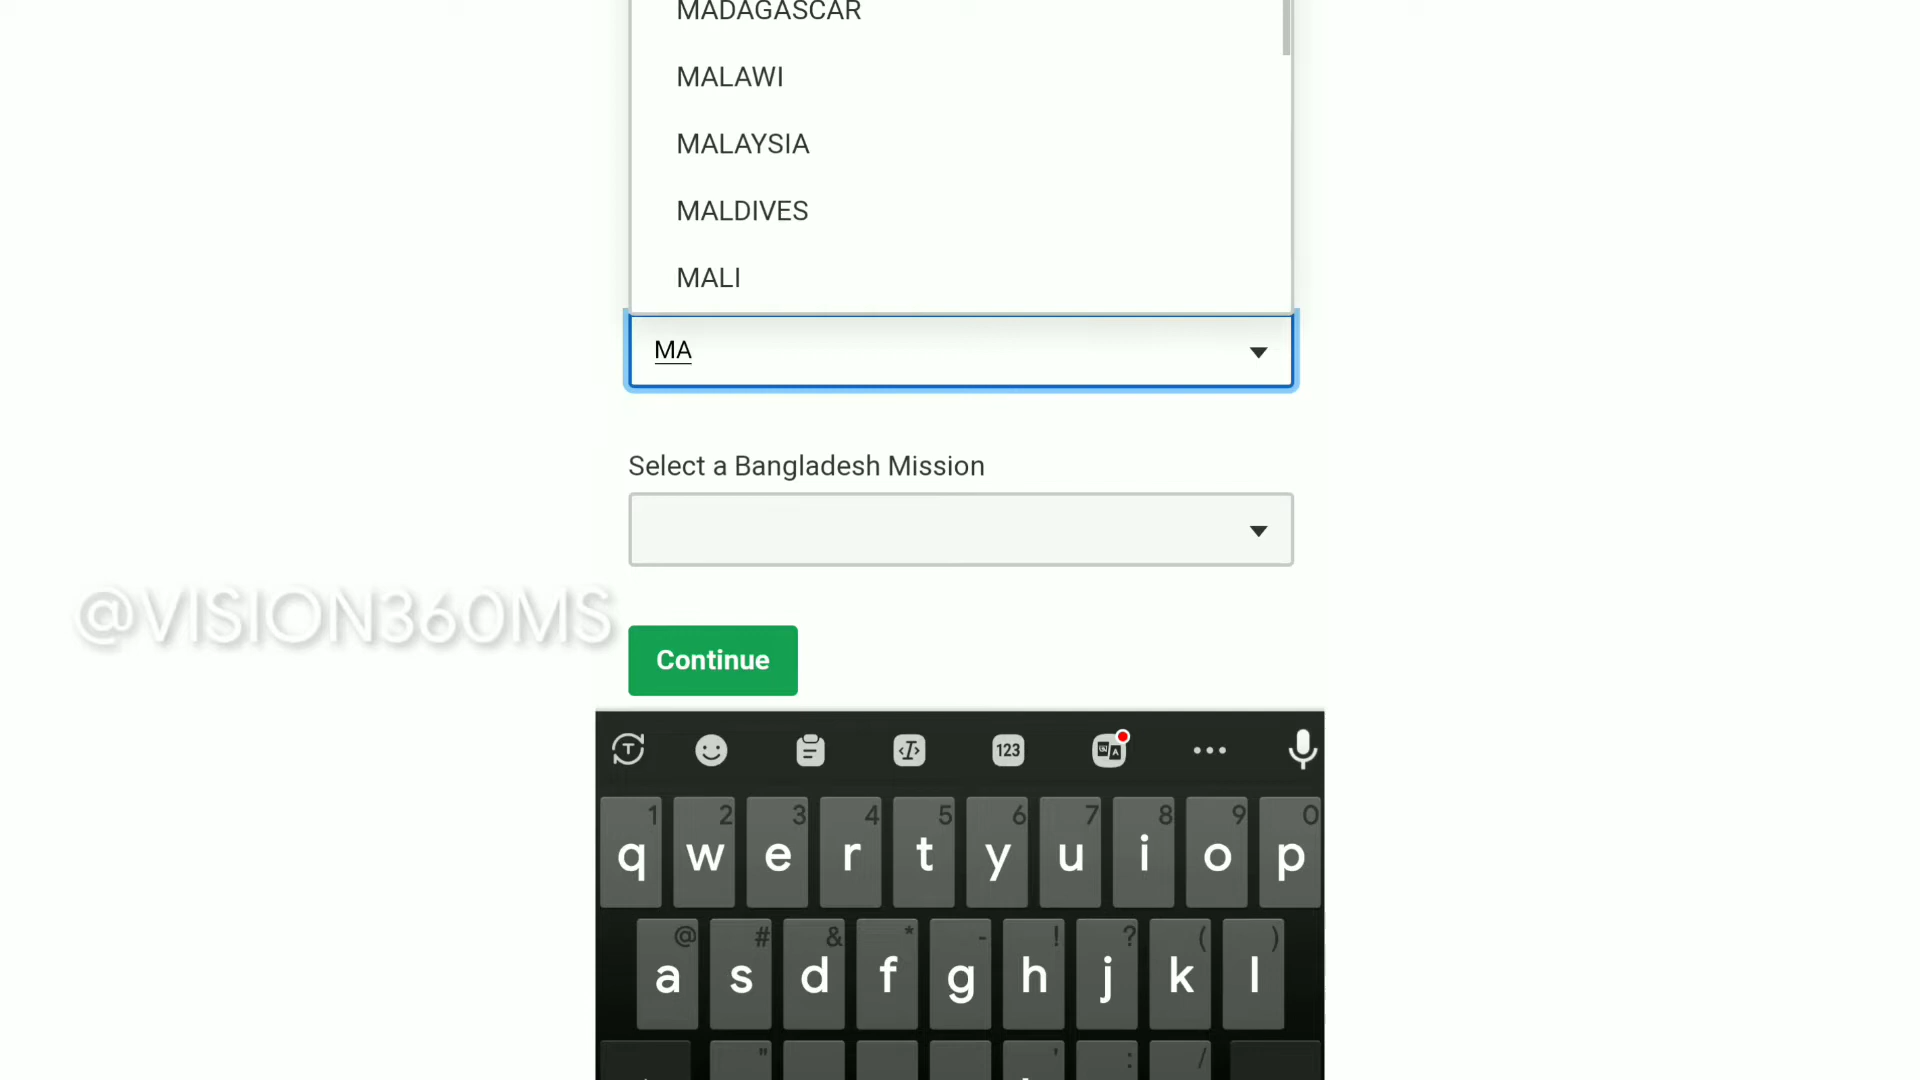 MADAGASCAR
MALAWI
MALAYSIA
MALDIVES
MALI
MA
Select a Bangladesh Mission
@VISION360MS
Continue
T 123 A
1 2 3 4 5 6 7 8 9 0
q w e r t y u i o p
@ # & * - ! ? ( )
a s d f g h j k l
" ' : /